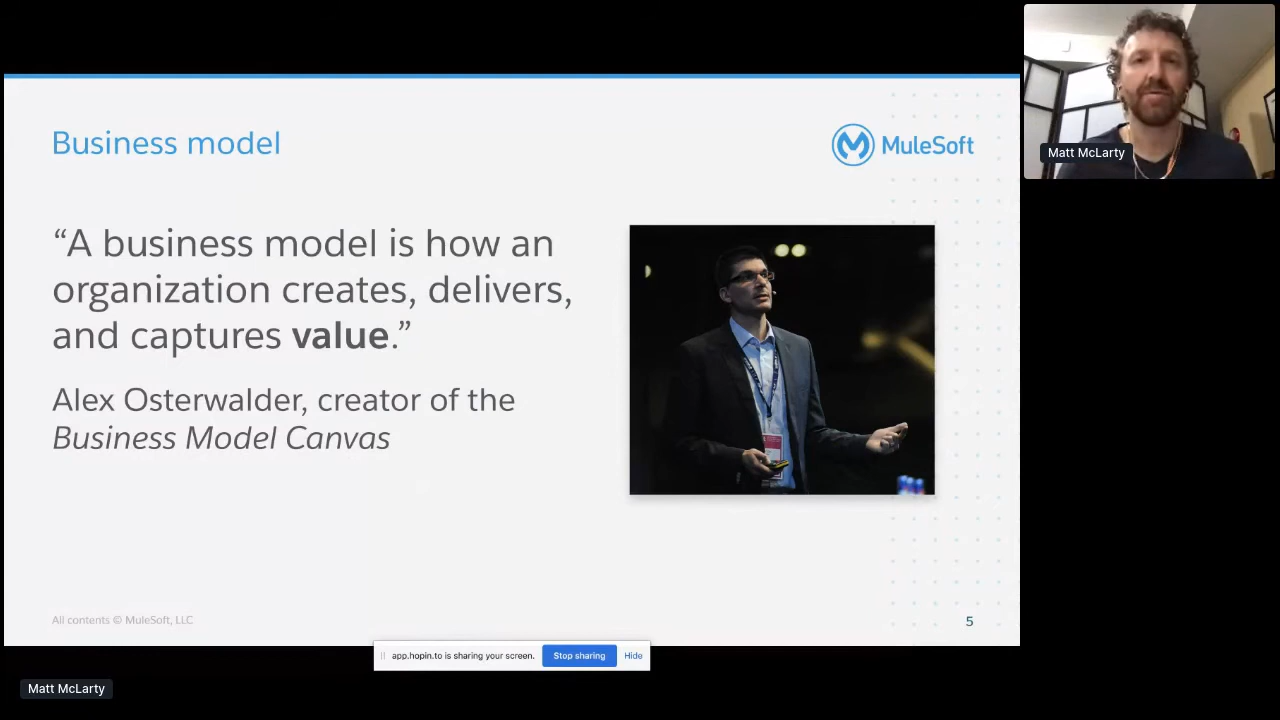 Business model
MuleSoft
“A business model is how an
organization creates, delivers,
and captures value.”
Alex Osterwalder, creator of the
Business Model Canvas
All contents © MuleSoft, LLC
5
app.hopin.to is sharing your screen.
Stop sharing
Hide
Matt McLarty
Matt McLarty